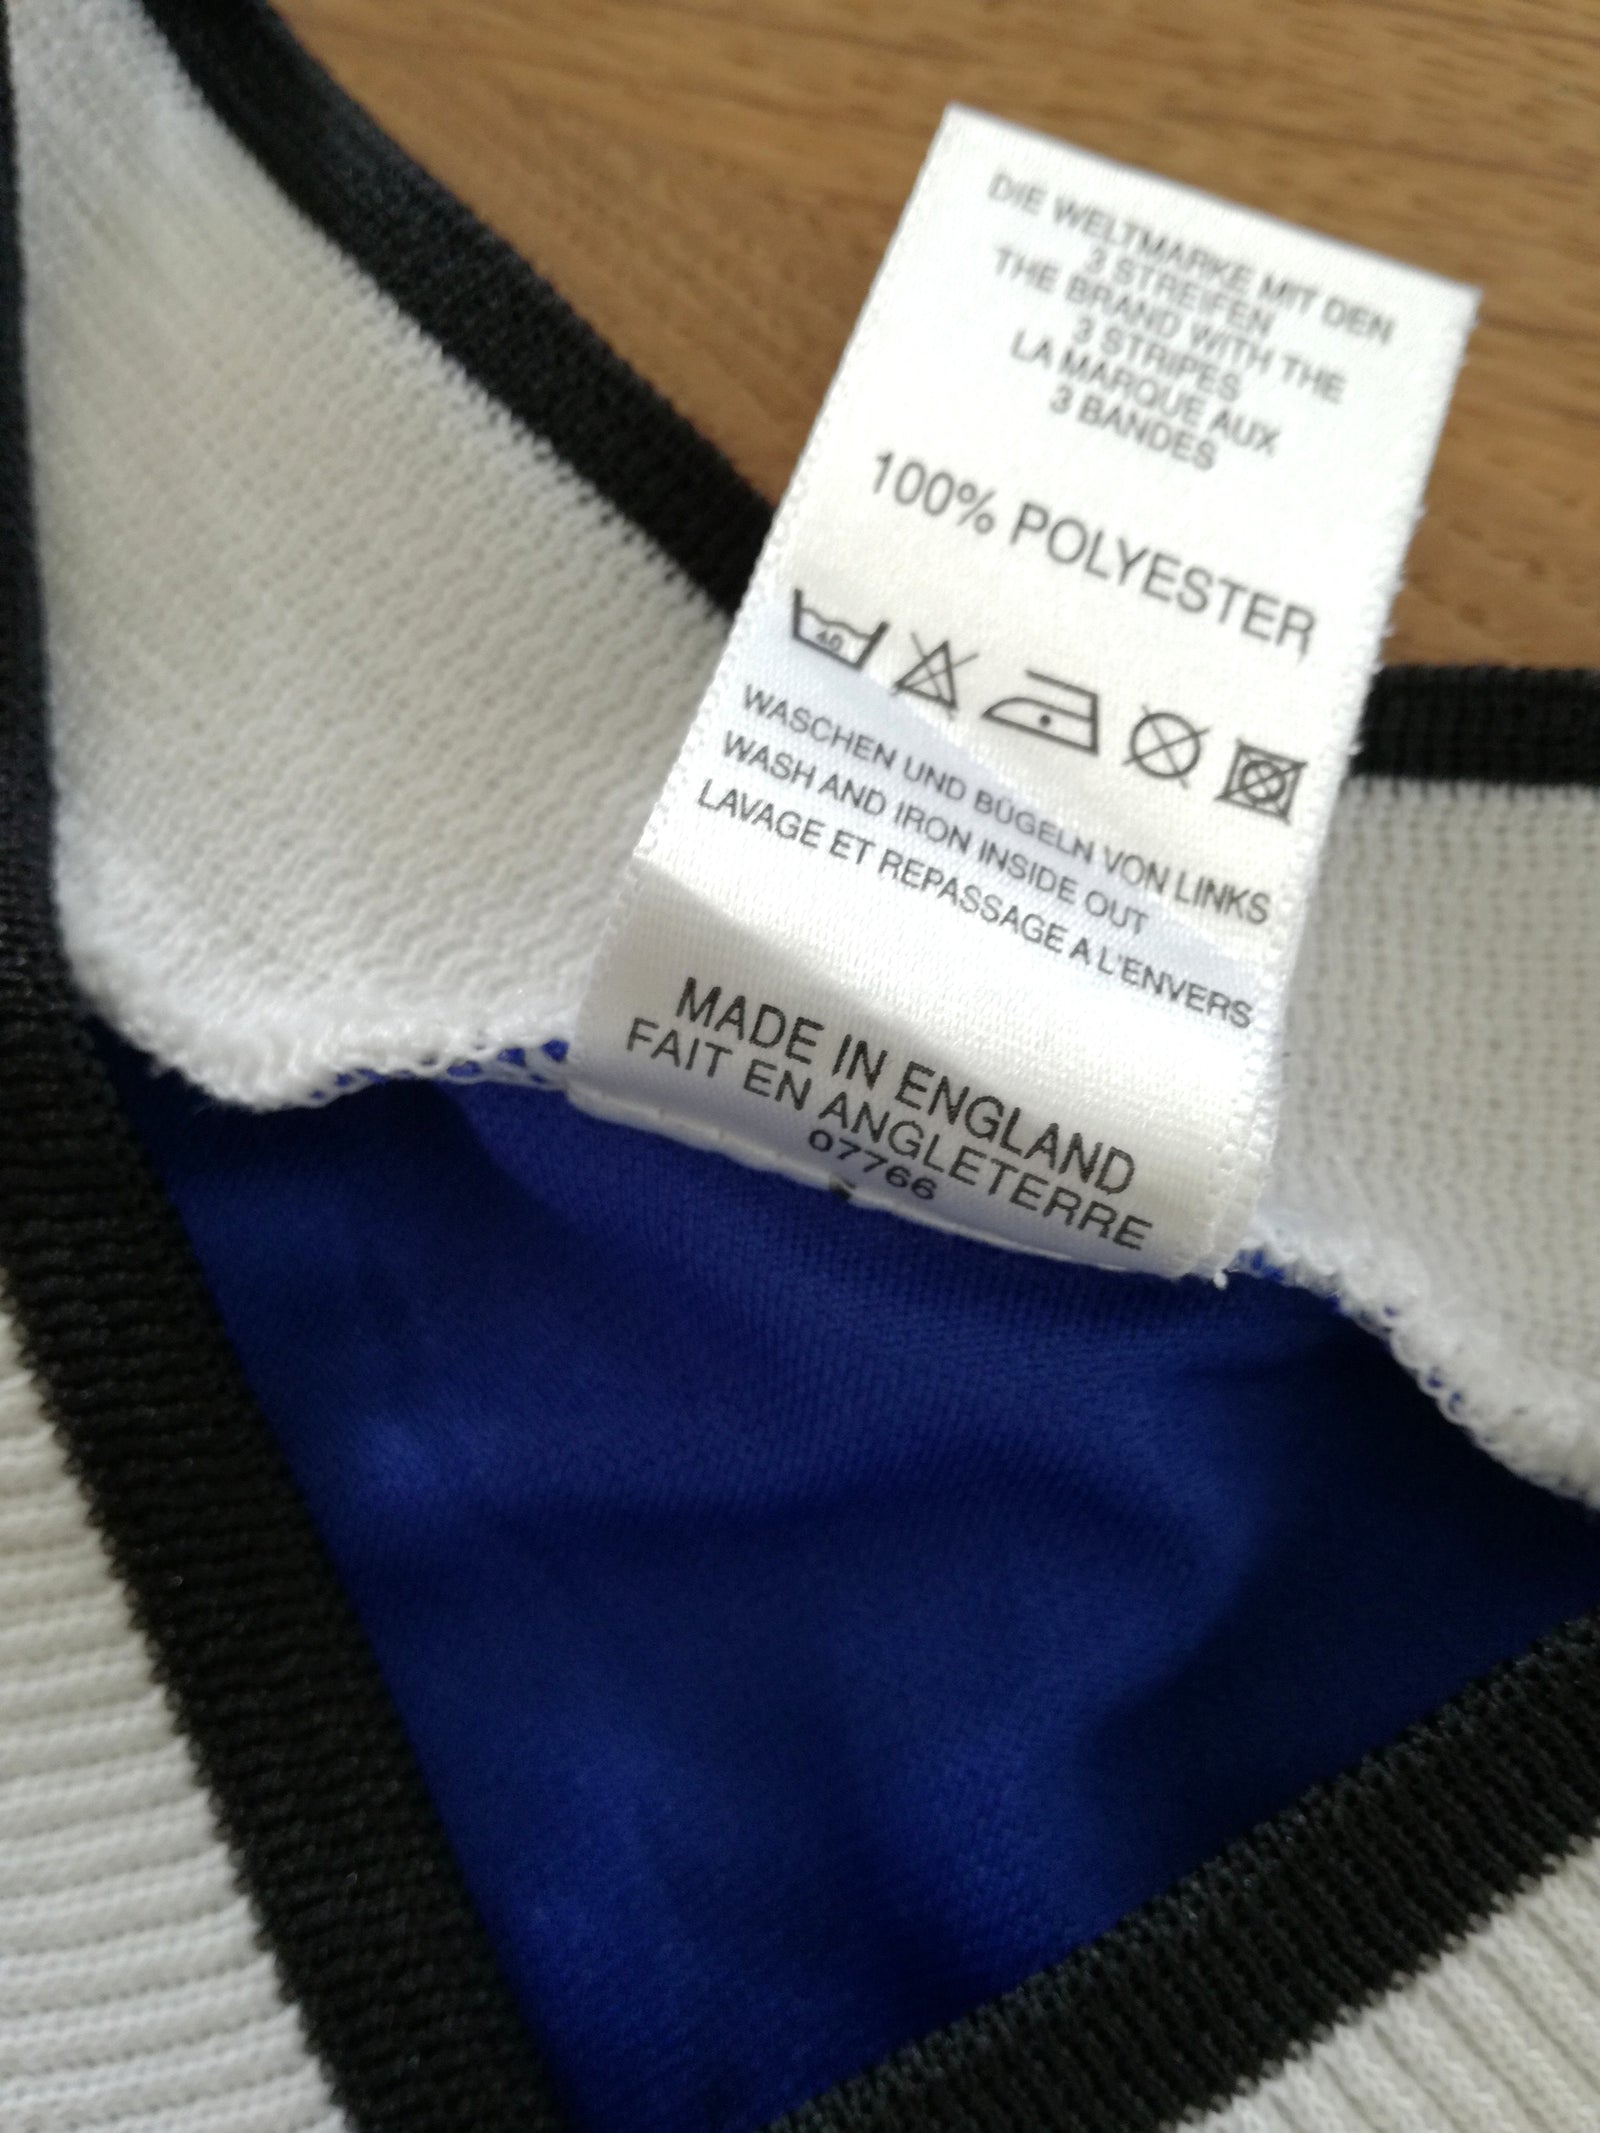 DIE WELTMARKE MIT DEN
3 STREIFEN
THE BRAND WITH THE
3 STRIPES
LA MARQUE AUX
3 BANDES
100% POLYESTER
40
WASCHEN UND BÜGELN VON LINKS
WASH AND IRON INSIDE OUT
LAVAGE ET REPASSAGE A L'ENVERS
MADE IN ENGLAND
FAIT EN ANGLETERRE
07766